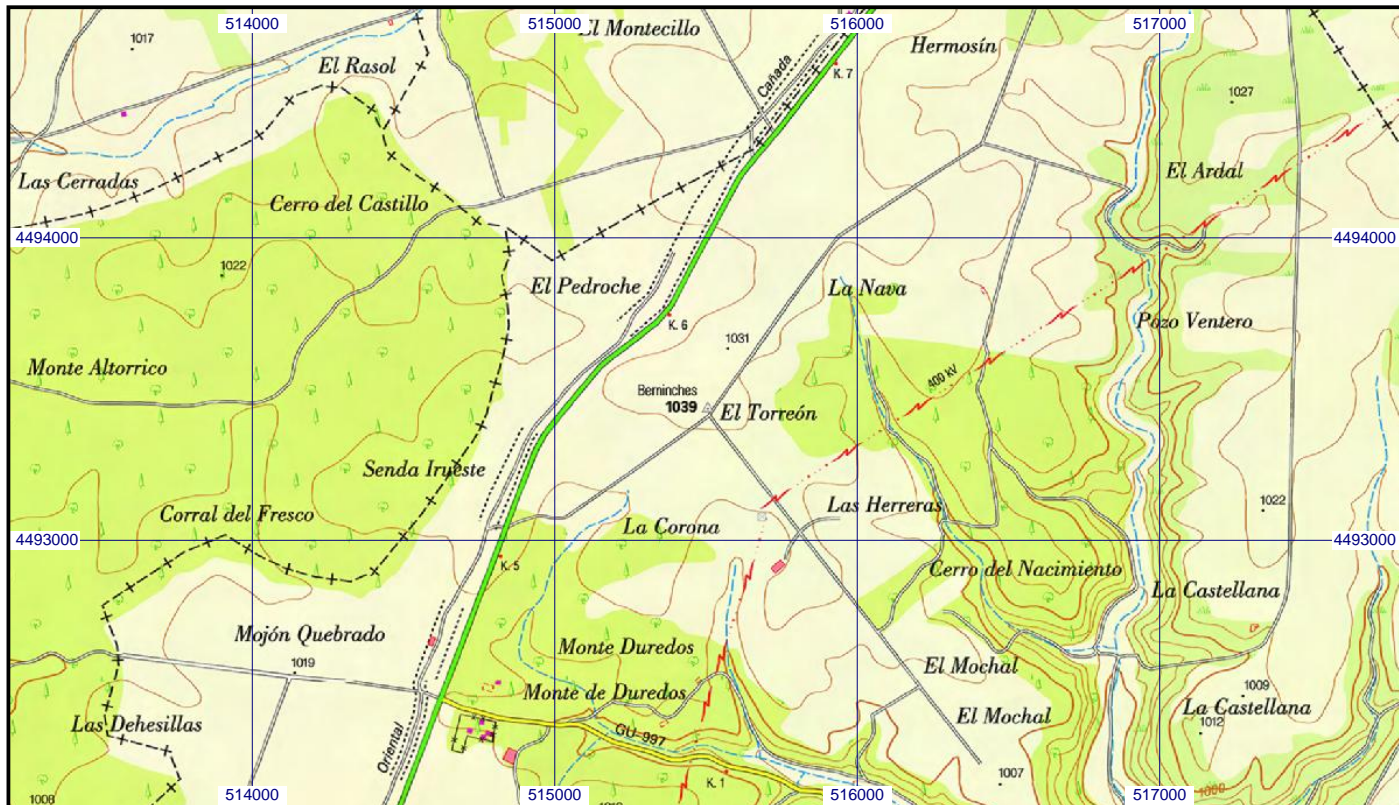 514000
515000
516000
517000
El Montecillo
Hermosín
1017
El Rasol
Cañada
K. 7
1027
Las Cerradas
El Ardal
Cerro del Castillo
4494000
4494000
1022
El Pedroche
La Nava
K. 6
Pozo Ventero
1031
Monte Altorrico
400 kV
Berninches
1039
El Torreón
Senda Irueste
Corral del Fresco
La Corona
Las Herreras
1022
4493000
4493000
K. 5
Cerro del Nacimiento
La Castellana
Mojón Quebrado
Monte Duredos
1019
El Mochal
Monte de Duredos
1009
Las Dehesillas
El Mochal
La Castellana
1012
Oriental
GU-997
K. 1
1007
1000
1008
514000
515000
516000
517000